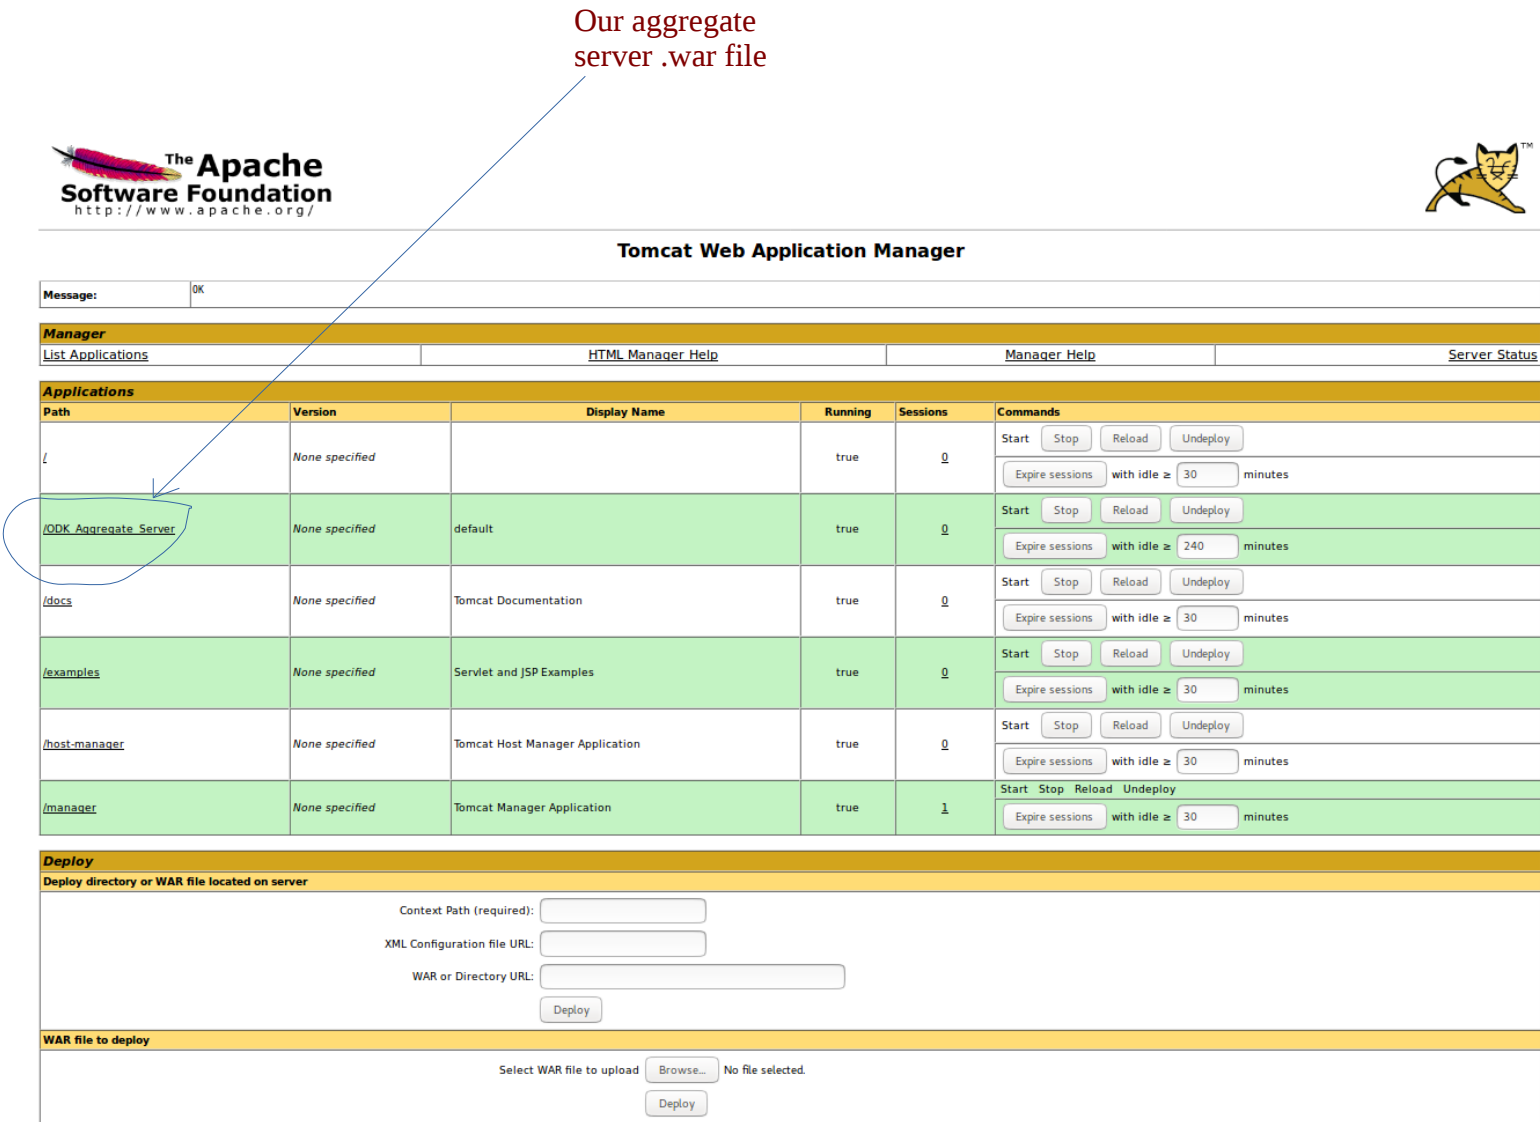 Our aggregate
server .war file
The Apache
Software Foundation
http://www.apache.org/
TM
Tomcat Web Application Manager
Message: OK
Manager
List Applications HTML Manager Help Manager Help Server Status
Applications
Path Version Display Name Running Sessions Commands
/ None specified true 0 Start Stop Reload Undeploy
Expire sessions with idle ≥ 30 minutes
/ODK_Aggregate_Server None specified default true 0 Start Stop Reload Undeploy
Expire sessions with idle ≥ 240 minutes
/docs None specified Tomcat Documentation true 0 Start Stop Reload Undeploy
Expire sessions with idle ≥ 30 minutes
/examples None specified Servlet and JSP Examples true 0 Start Stop Reload Undeploy
Expire sessions with idle ≥ 30 minutes
/host-manager None specified Tomcat Host Manager Application true 0 Start Stop Reload Undeploy
Expire sessions with idle ≥ 30 minutes
/manager None specified Tomcat Manager Application true 1 Start Stop Reload Undeploy
Expire sessions with idle ≥ 30 minutes
Deploy
Deploy directory or WAR file located on server
Context Path (required):
XML Configuration file URL:
WAR or Directory URL:
Deploy
WAR file to deploy
Select WAR file to upload Browse... No file selected.
Deploy